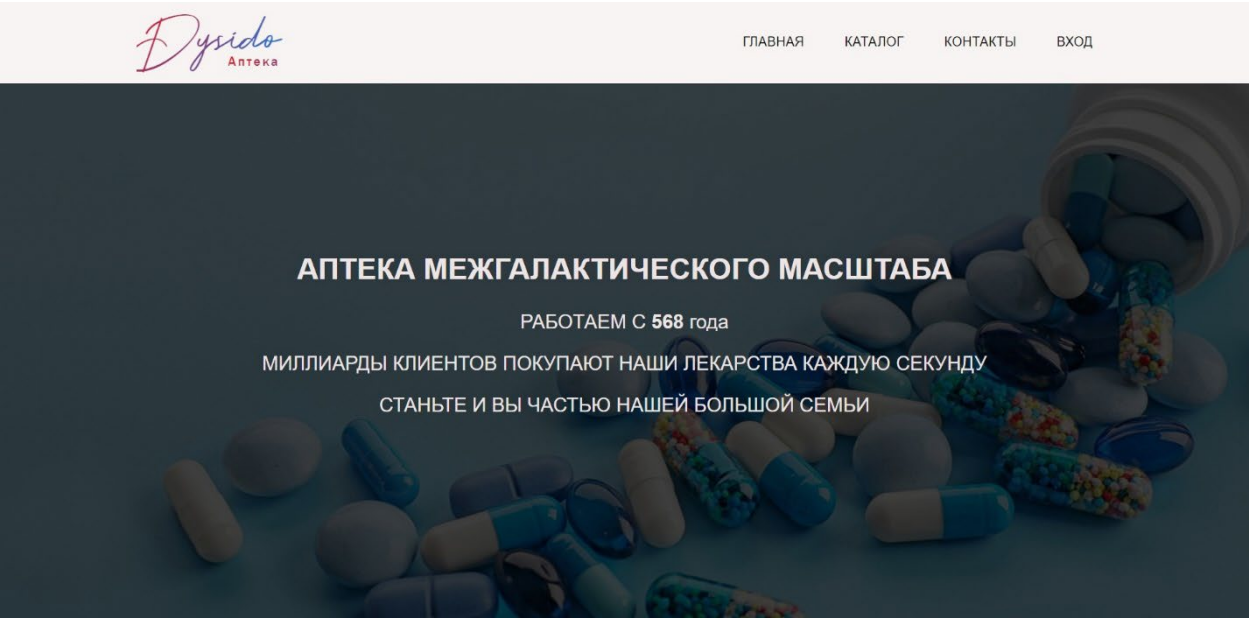 Dysido
Аптека
ГЛАВНАЯ КАТАЛОГ КОНТАКТЫ ВХОД
АПТЕКА МЕЖГАЛАКТИЧЕСКОГО МАСШТАБА
РАБОТАЕМ С 568 года
МИЛЛИАРДЫ КЛИЕНТОВ ПОКУПАЮТ НАШИ ЛЕКАРСТВА КАЖДУЮ СЕКУНДУ
СТАНЬТЕ И ВЫ ЧАСТЬЮ НАШЕЙ БОЛЬШОЙ СЕМЬИ